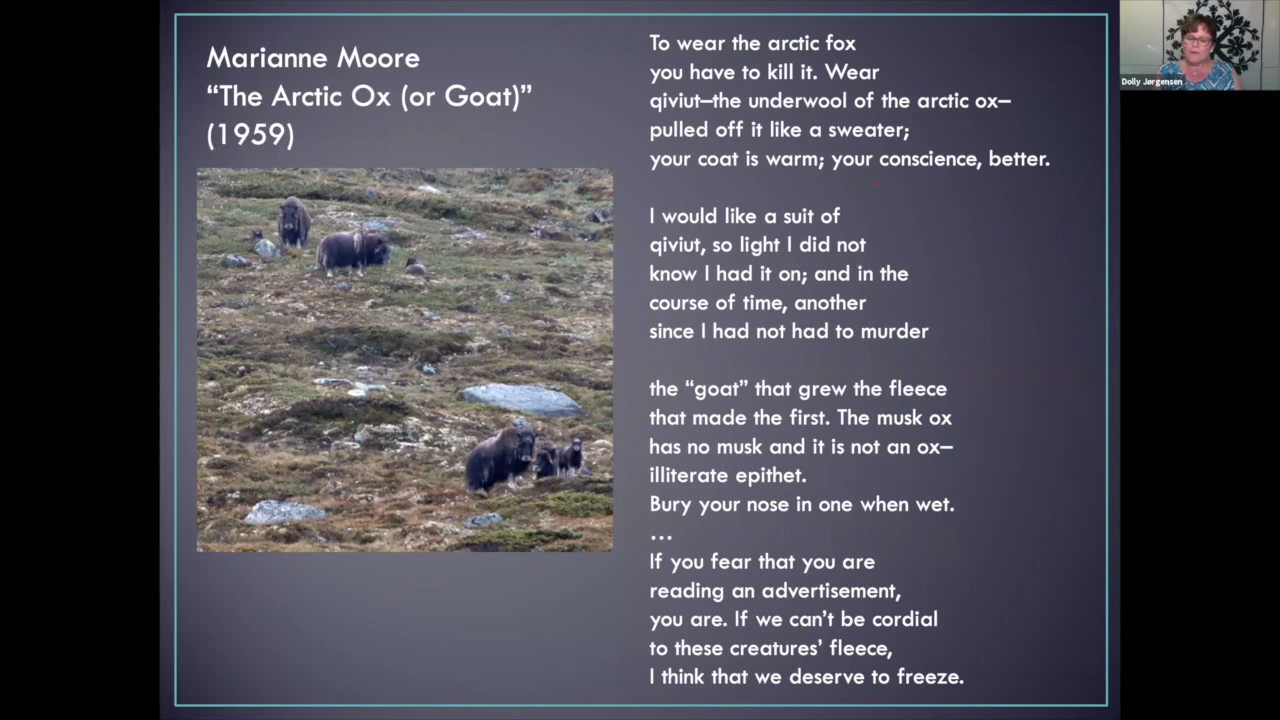 Marianne Moore
“The Arctic Ox (or Goat)”
(1959)
To wear the arctic fox
you have to kill it. Wear
qiviut–the underwool of the arctic ox–
pulled off it like a sweater;
your coat is warm; your conscience, better.
I would like a suit of
qiviut, so light I did not
know I had it on; and in the
course of time, another
since I had not had to murder
the “goat” that grew the fleece
that made the first. The musk ox
has no musk and it is not an ox–
illiterate epithet.
Bury your nose in one when wet.
…
If you fear that you are
reading an advertisement,
you are. If we can’t be cordial
to these creatures’ fleece,
I think that we deserve to freeze.
Dolly Jørgensen